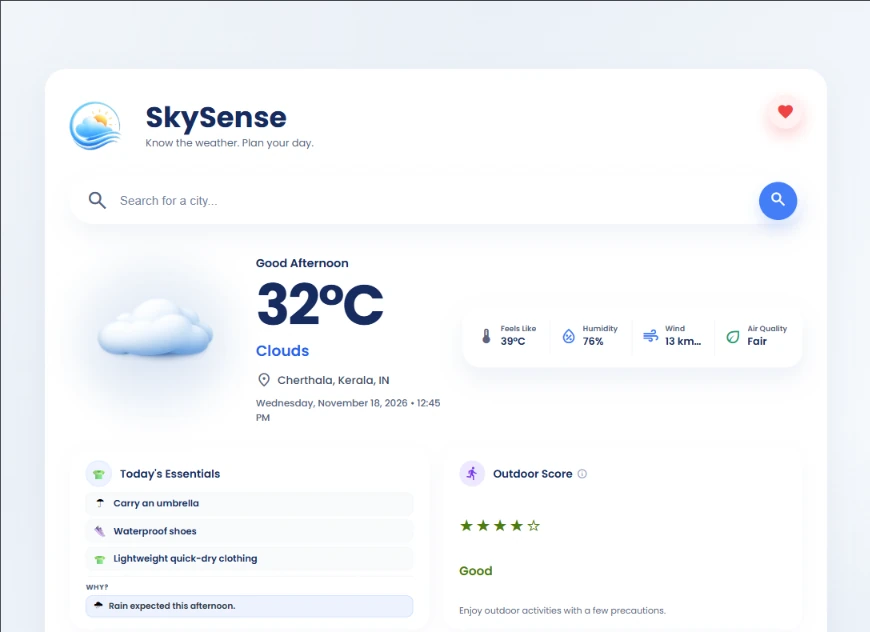 SkySense
Know the weather. Plan your day.
Search for a city...
Good Afternoon
32°C
Clouds
Cherthala, Kerala, IN
Wednesday, November 18, 2026 • 12:45
PM
Feels Like
39°C
Humidity
76%
Wind
13 km...
Air Quality
Fair
Today's Essentials
Carry an umbrella
Waterproof shoes
Lightweight quick-dry clothing
WHY?
Rain expected this afternoon.
Outdoor Score
★★★★☆
Good
Enjoy outdoor activities with a few precautions.